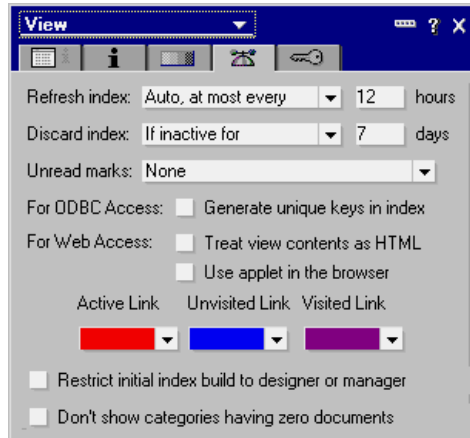 View ?
i i
Refresh index: Auto, at most every 12 hours
Discard index: If inactive for 7 days
Unread marks: None
For ODBC Access: Generate unique keys in index
For Web Access: Treat view contents as HTML
Use applet in the browser
Active Link Unvisited Link Visited Link
Restrict initial index build to designer or manager
Don't show categories having zero documents